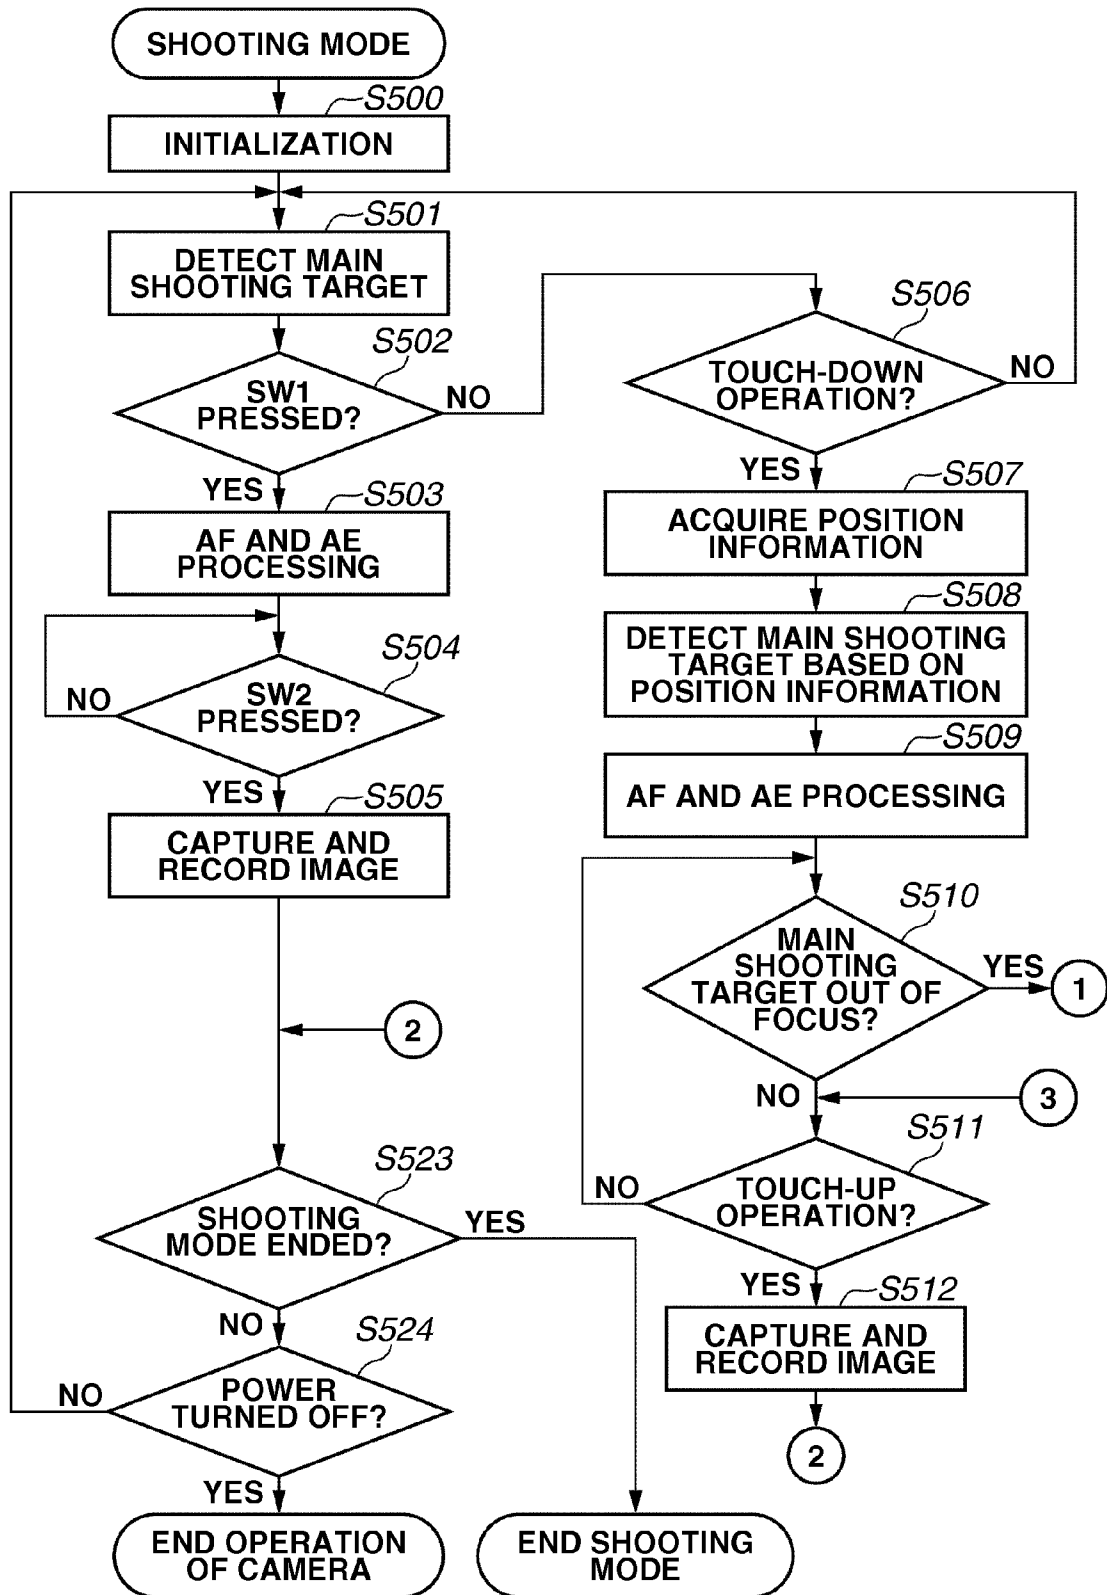 SHOOTING MODE
S500
INITIALIZATION
S501
DETECT MAIN
SHOOTING TARGET
S502
SW1
PRESSED?
NO
YES
S503
AF AND AE
PROCESSING
S504
SW2
PRESSED?
NO
YES
S505
CAPTURE AND
RECORD IMAGE
2
S523
SHOOTING
MODE ENDED?
YES
NO
S524
POWER
TURNED OFF?
NO
YES
END OPERATION
OF CAMERA
END SHOOTING
MODE
S506
TOUCH-DOWN
OPERATION?
NO
YES
S507
ACQUIRE POSITION
INFORMATION
S508
DETECT MAIN SHOOTING
TARGET BASED ON
POSITION INFORMATION
S509
AF AND AE PROCESSING
S510
MAIN
SHOOTING
TARGET OUT OF
FOCUS?
YES
1
NO
3
S511
TOUCH-UP
OPERATION?
NO
YES
S512
CAPTURE AND
RECORD IMAGE
2